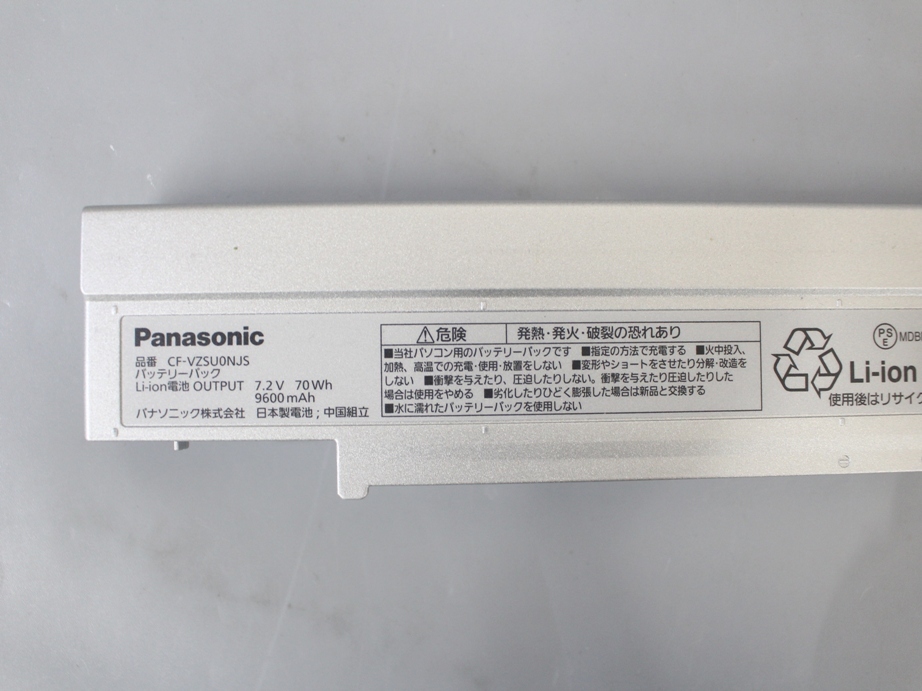 Panasonic
品番 CF-VZSU0NJS
バッテリーパック
Li-ion電池 OUTPUT 7.2 V 70 Wh
9600 mAh
パナソニック株式会社 日本製電池；中国組立
危険 発熱・発火・破裂の恐れあり
■当社パソコン用のバッテリーパックです ■指定の方法で充電する ■火中投入、
加熱、高温での充電・使用・放置をしない ■変形やショートをさせたり分解・改造を
しない ■衝撃を与えたり、圧迫したりしない。衝撃を与えたり圧迫したりした
場合は使用をやめる ■劣化したりひどく膨張した場合は新品と交換する
■水に濡れたバッテリーパックを使用しない
PS
E
Li-ion
使用後はリサイク